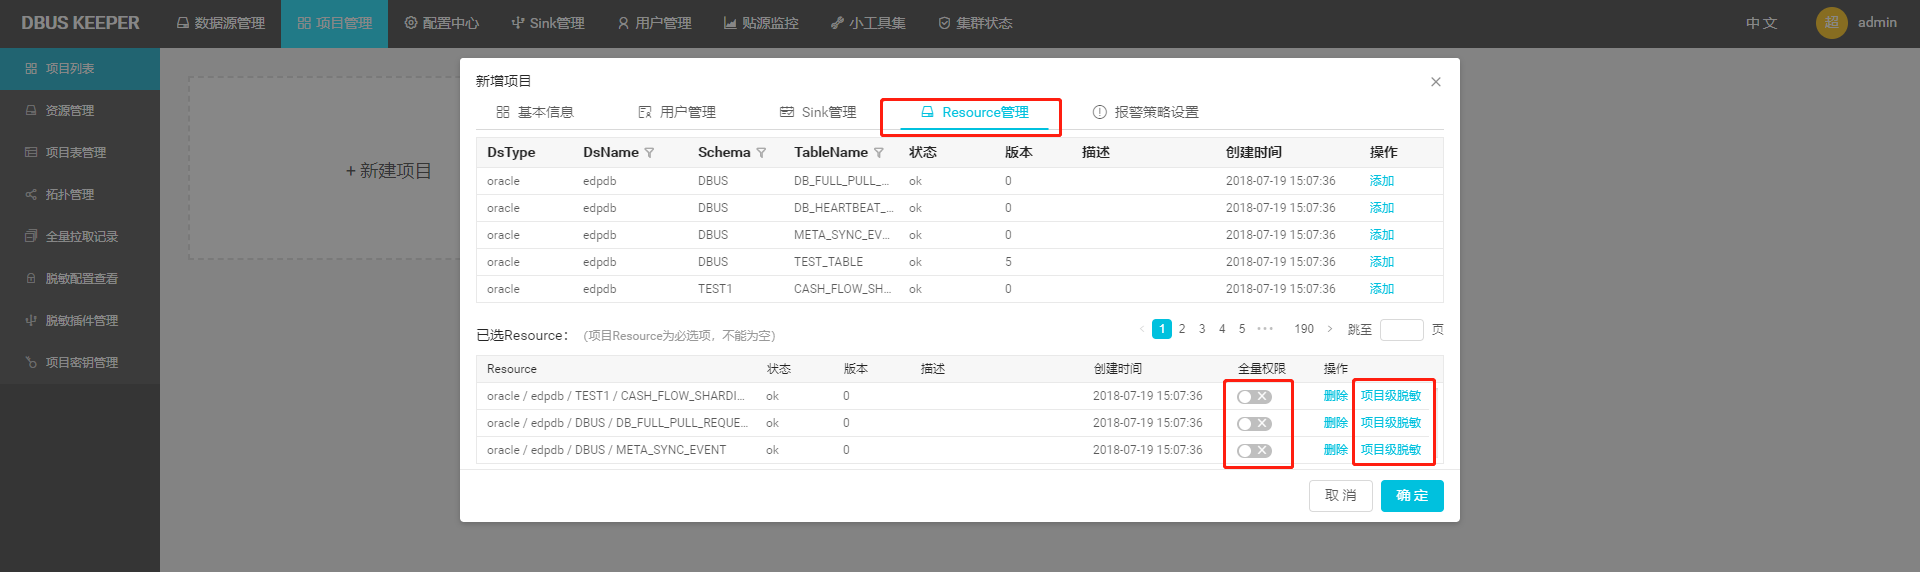 DBUS KEEPER 数据源管理 项目管理 配置中心 Sink管理 用户管理 贴源监控 小工具集 集群状态 中 文 超 admin
项目列表
资源管理
项目表管理
拓扑管理
全量拉取记录
脱敏配置查看
脱敏插件管理
项目密钥管理
+ 新建项目
新增项目
基本信息 用户管理 Sink管理 Resource管理 报警策略设置
DsType DsName Schema TableName 状态 版本 描述 创建时间 操作
oracle edpdb DBUS DB_FULL_PULL_... ok 0 2018-07-19 15:07:36 添加
oracle edpdb DBUS DB_HEARTBEAT_... ok 0 2018-07-19 15:07:36 添加
oracle edpdb DBUS META_SYNC_EV... ok 0 2018-07-19 15:07:36 添加
oracle edpdb DBUS TEST_TABLE ok 5 2018-07-19 15:07:36 添加
oracle edpdb TEST1 CASH_FLOW_SH... ok 0 2018-07-19 15:07:36 添加
1 2 3 4 5 ••• 190 跳至 页
已选Resource： (项目Resource为必选项，不能为空)
Resource 状态 版本 描述 创建时间 全量权限 操作
oracle / edpdb / TEST1 / CASH_FLOW_SHARDI... ok 0 2018-07-19 15:07:36 删除 项目级脱敏
oracle / edpdb / DBUS / DB_FULL_PULL_REQUE... ok 0 2018-07-19 15:07:36 删除 项目级脱敏
oracle / edpdb / DBUS / META_SYNC_EVENT ok 0 2018-07-19 15:07:36 删除 项目级脱敏
取 消 确 定